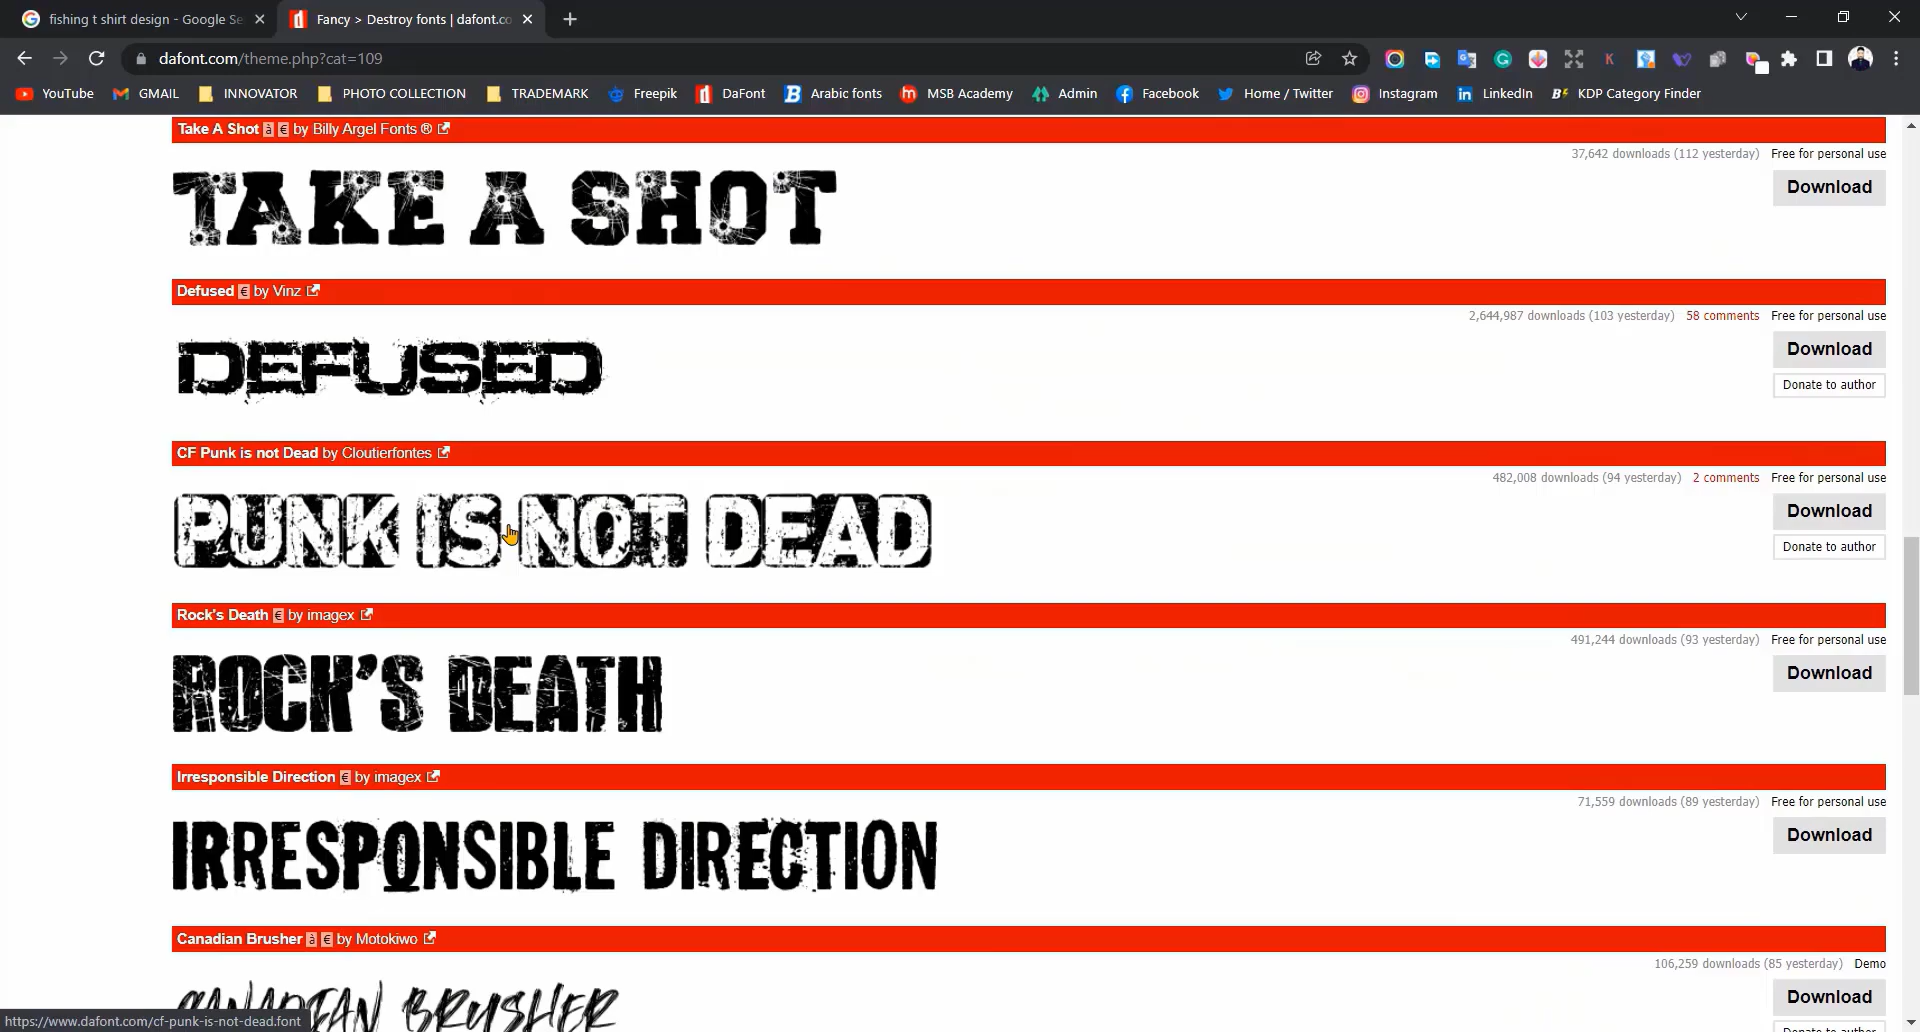 fishing t shirt design - Google Se
Fancy > Destroy fonts | dafont.co
dafont.com/theme.php?cat=109
YouTube GMAIL INNOVATOR PHOTO COLLECTION TRADEMARK Freepik DaFont Arabic fonts MSB Academy Admin Facebook Home / Twitter Instagram LinkedIn KDP Category Finder
Take A Shot à € by Billy Argel Fonts ®
37,642 downloads (112 yesterday) Free for personal use
TAKE A SHOT
Download
Defused € by Vinz
2,644,987 downloads (103 yesterday) 58 comments Free for personal use
DEFUSED
Download
Donate to author
CF Punk is not Dead by Cloutierfontes
482,008 downloads (94 yesterday) 2 comments Free for personal use
PUNK IS NOT DEAD
Download
Donate to author
Rock's Death € by imagex
491,244 downloads (93 yesterday) Free for personal use
ROCK'S DEATH
Download
Irresponsible Direction € by imagex
71,559 downloads (89 yesterday) Free for personal use
IRRESPONSIBLE DIRECTION
Download
Canadian Brusher à € by Motokiwo
106,259 downloads (85 yesterday) Demo
CANADIAN BRUSHER
Download
Donate to author
https://www.dafont.com/cf-punk-is-not-dead.font